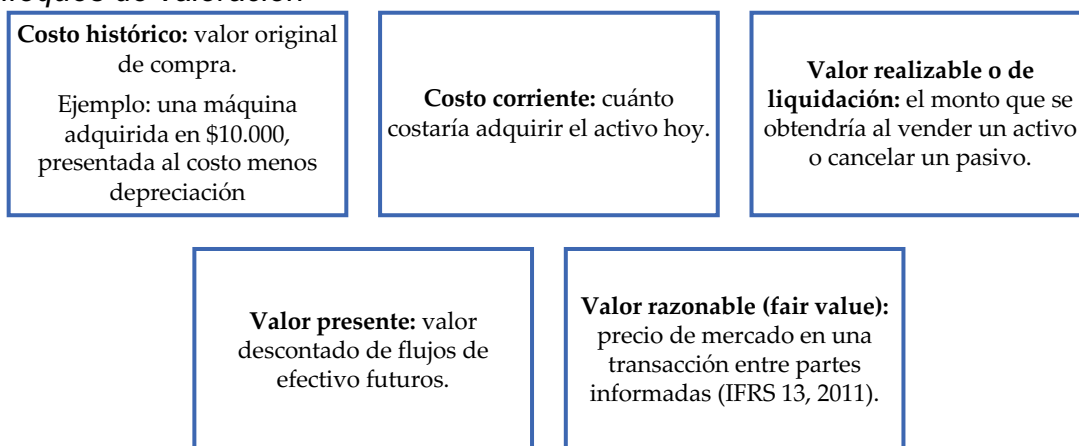 Costo histórico: valor original
de compra.
Ejemplo: una máquina
adquirida en $10.000,
presentada al costo menos
depreciación
Costo corriente: cuánto
costaría adquirir el activo hoy.
Valor realizable o de
liquidación: el monto que se
obtendría al vender un activo
o cancelar un pasivo.
Valor presente: valor
descontado de flujos de
efectivo futuros.
Valor razonable (fair value):
precio de mercado en una
transacción entre partes
informadas (IFRS 13, 2011).